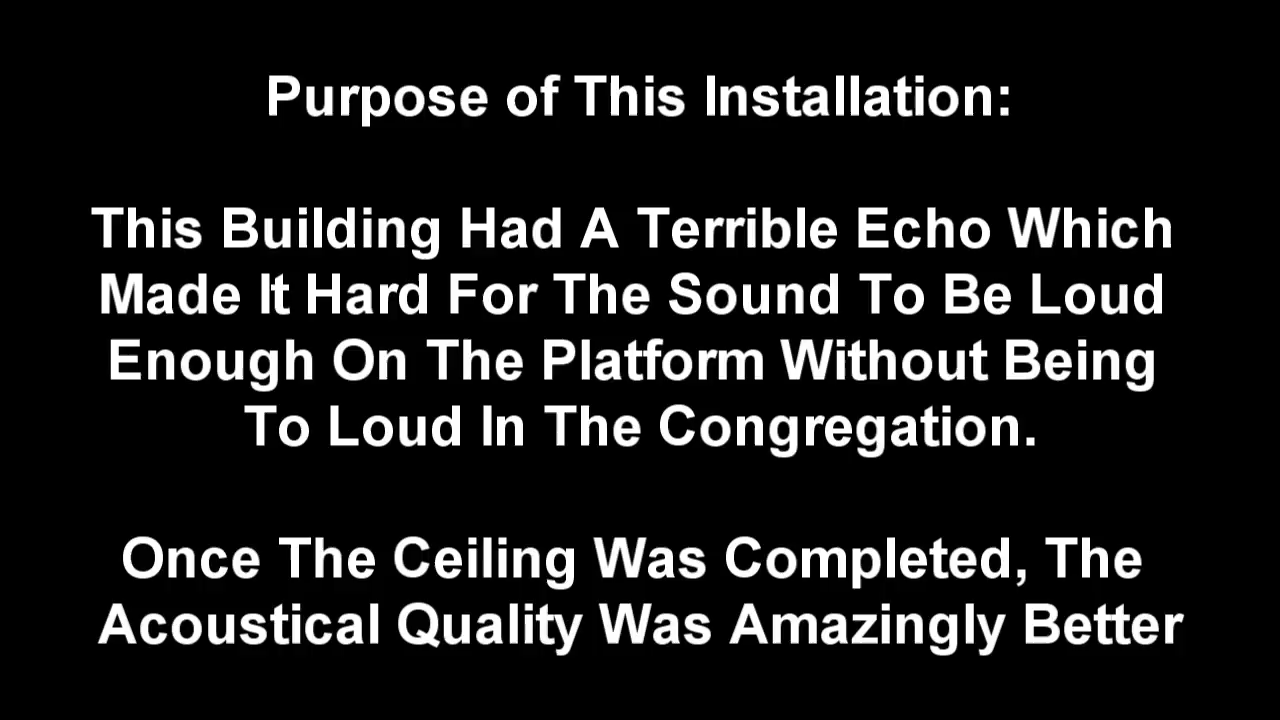 Purpose of This Installation:
This Building Had A Terrible Echo Which
Made It Hard For The Sound To Be Loud
Enough On The Platform Without Being
To Loud In The Congregation.
Once The Ceiling Was Completed, The
Acoustical Quality Was Amazingly Better